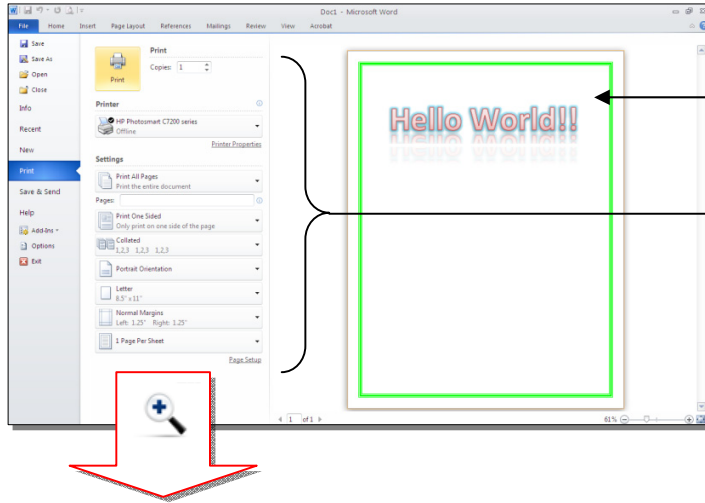 Doc1 - Microsoft Word
File Home Insert Page Layout References Mailings Review View Acrobat
Save
Save As
Open
Close
Info
Recent
New
Print
Save & Send
Help
Add-Ins
Options
Exit
Print
Print
Copies: 1
Printer
HP Photosmart C7200 series
Offline
Printer Properties
Settings
Print All Pages
Print the entire document
Pages:
Print One Sided
Only print on one side of the page
Collated
1,2,3 1,2,3 1,2,3
Portrait Orientation
Letter
8.5" x 11"
Normal Margins
Left: 1.25" Right: 1.25"
1 Page Per Sheet
Page Setup
Hello World!!
1 of 1
61%